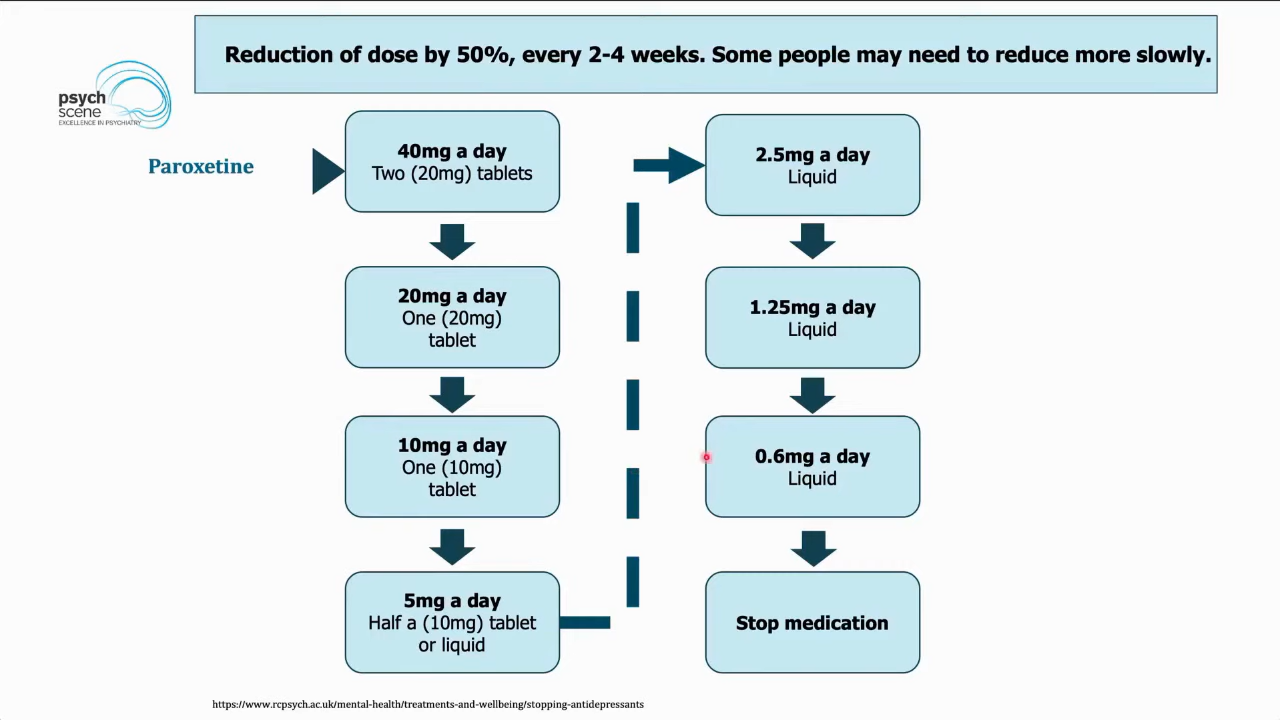 Reduction of dose by 50%, every 2-4 weeks. Some people may need to reduce more slowly.
psych
scene
EXCELLENCE IN PSYCHIATRY
Paroxetine
40mg a day
Two (20mg) tablets
20mg a day
One (20mg)
tablet
10mg a day
One (10mg)
tablet
5mg a day
Half a (10mg) tablet
or liquid
2.5mg a day
Liquid
1.25mg a day
Liquid
0.6mg a day
Liquid
Stop medication
https://www.rcpsych.ac.uk/mental-health/treatments-and-wellbeing/stopping-antidepressants